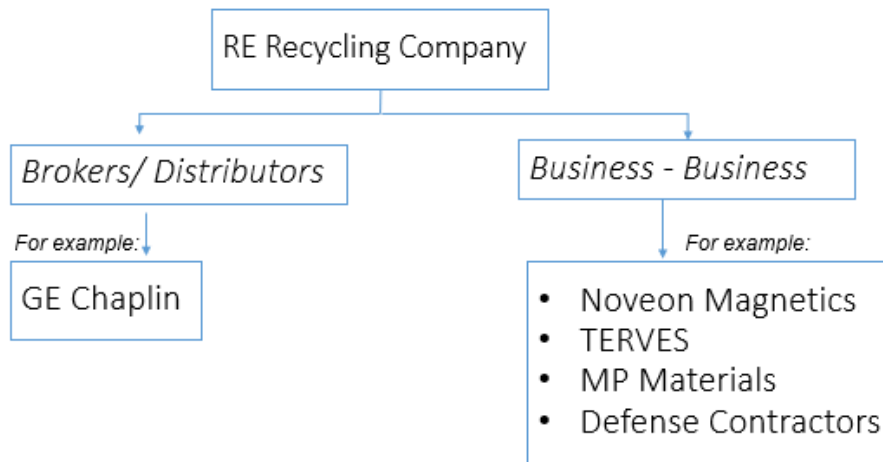 RE Recycling Company
Brokers/ Distributors
Business - Business
For example:
For example:
GE Chaplin
• Noveon Magnetics
• TERVES
• MP Materials
• Defense Contractors